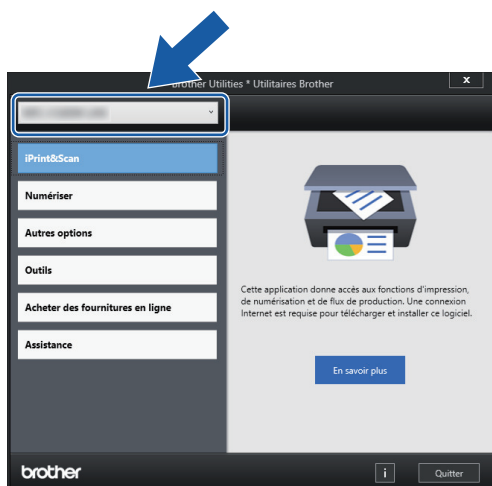 Brother Utilities * Utilitaires Brother
X
iPrint&Scan
Numériser
Autres options
Outils
Acheter des fournitures en ligne
Assistance
Cette application donne accès aux fonctions d'impression,
de numérisation et de flux de production. Une connexion
Internet est requise pour télécharger et installer ce logiciel.
En savoir plus
brother
i
Quitter